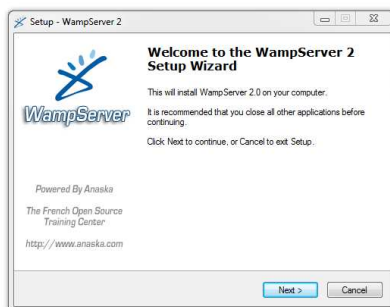 Setup - WampServer 2
Welcome to the WampServer 2
Setup Wizard
This will install WampServer 2.0 on your computer.
It is recommended that you close all other applications before
continuing.
Click Next to continue, or Cancel to exit Setup.
WampServer
Powered By Anaska
The French Open Source
Training Center
http://www.anaska.com
Next >
Cancel